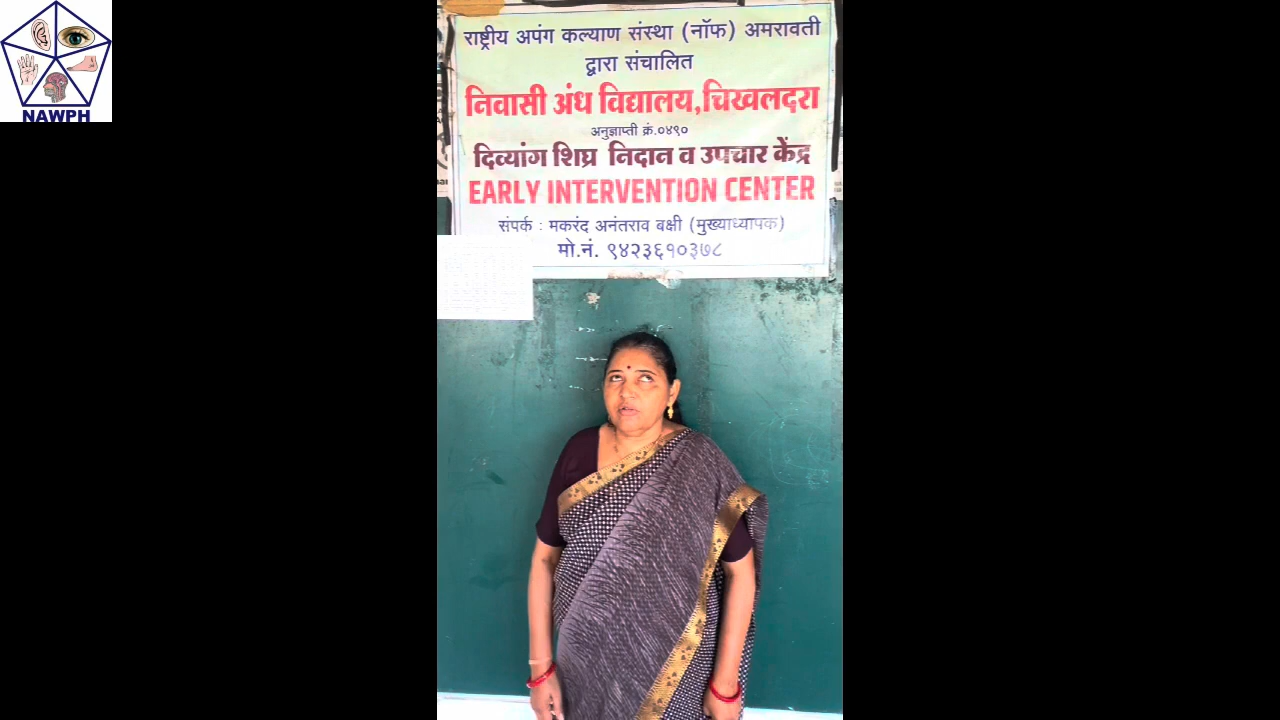 NAWPH
राष्ट्रीय अपंग कल्याण संस्था (नॉफ) अमरावती
द्वारा संचालित
निवासी अंध विद्यालय,चिखलदरा
अनुज्ञाप्ती क्रं.०४९०
दिव्यांग शिघ्र निदान व उपचार केंद्र
EARLY INTERVENTION CENTER
संपर्क : मकरंद अनंतराव बक्षी (मुख्याध्यापक)
मो.नं. ९४२३६१०३७८